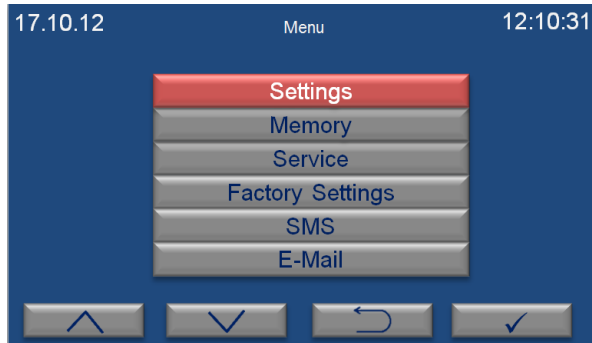 17.10.12 Menu 12:10:31
Settings
Memory
Service
Factory Settings
SMS
E-Mail